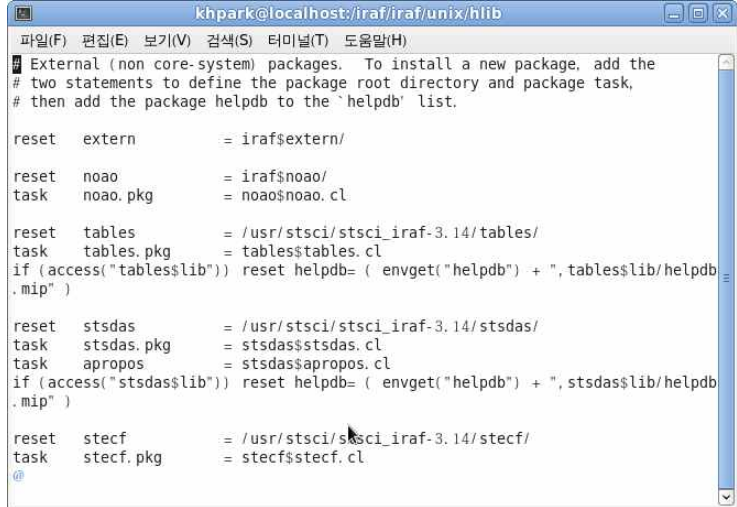 khpark@localhost:/iraf/iraf/unix/hlib
파일(F) 편집(E) 보기(V) 검색(S) 터미널(T) 도움말(H)
# External (non core-system) packages. To install a new package, add the
# two statements to define the package root directory and package task,
# then add the package helpdb to the `helpdb' list.
reset extern = iraf$extern/
reset noao = iraf$noao/
task noao.pkg = noao$noao.cl
reset tables = /usr/stsci/stsci_iraf-3.14/tables/
task tables.pkg = tables$tables.cl
if (access("tables$lib")) reset helpdb= ( envget("helpdb") + ",tables$lib/helpdb
.mip" )
reset stsdas = /usr/stsci/stsci_iraf-3.14/stsdas/
task stsdas.pkg = stsdas$stsdas.cl
task apropos = stsdas$apropos.cl
if (access("stsdas$lib")) reset helpdb= ( envget("helpdb") + ",stsdas$lib/helpdb
.mip" )
reset stecf = /usr/stsci/stsci_iraf-3.14/stecf/
task stecf.pkg = stecf$stecf.cl
@